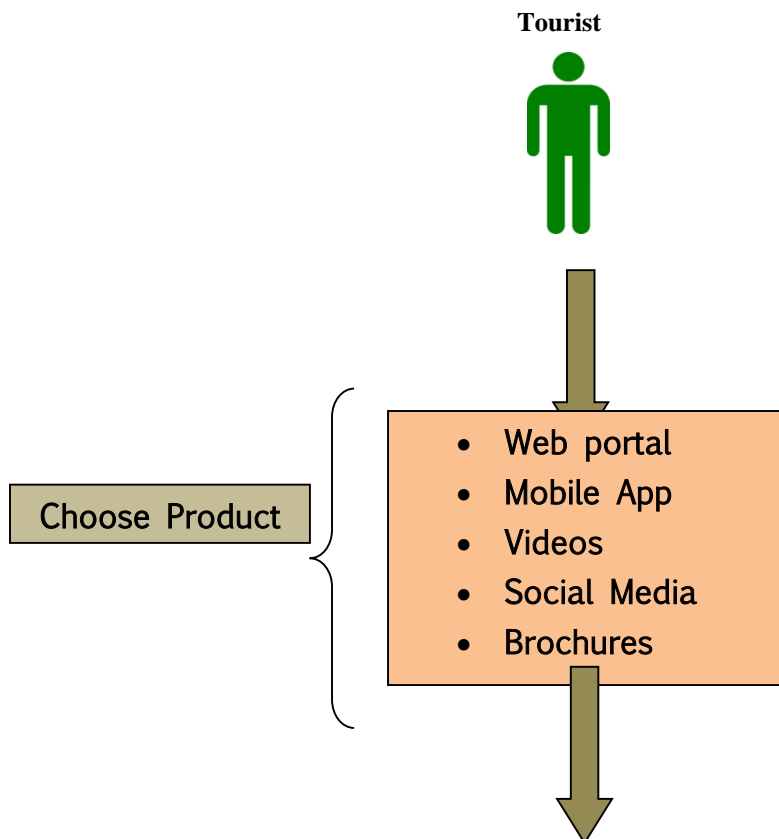 Tourist
• Web portal
• Mobile App
• Videos
• Social Media
• Brochures
Choose Product